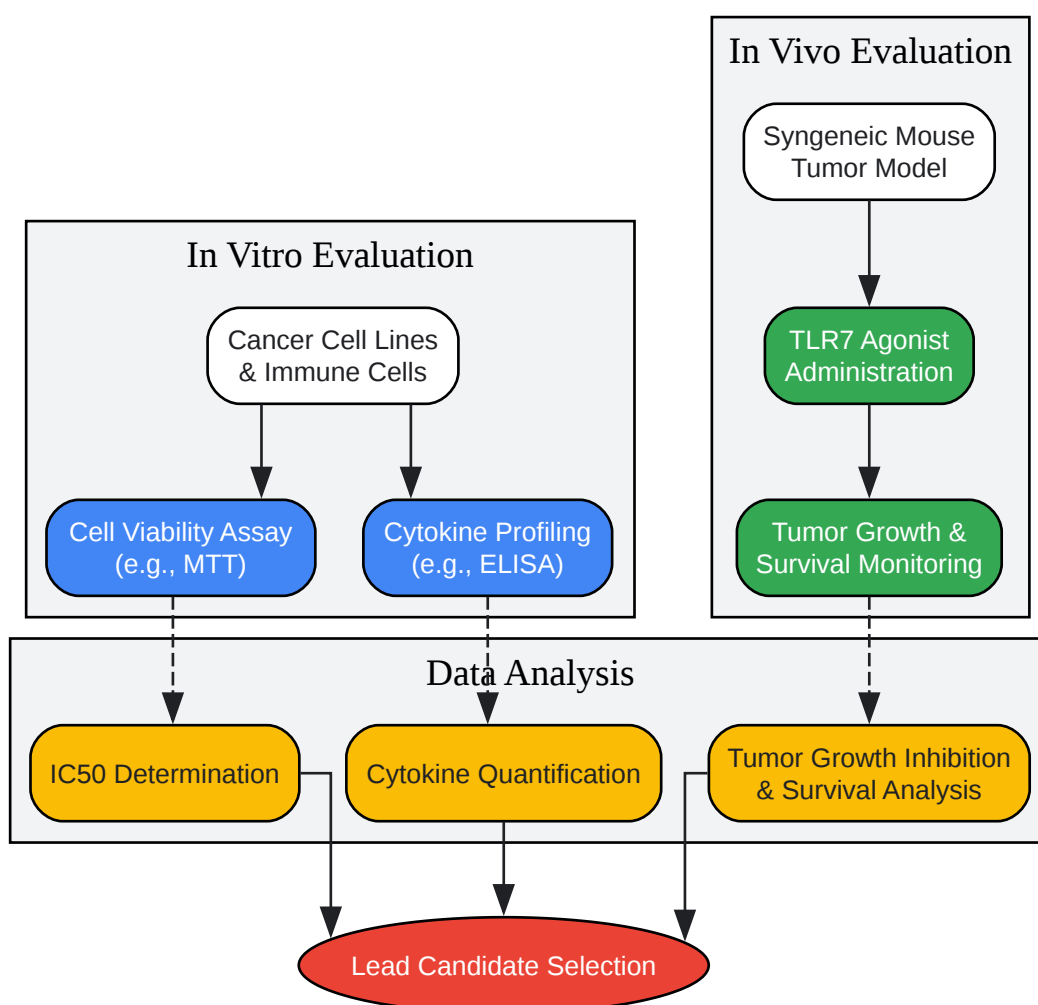 In Vivo Evaluation
Syngeneic Mouse
Tumor Model
In Vitro Evaluation
Cancer Cell Lines
& Immune Cells
TLR7 Agonist
Administration
Cell Viability Assay
(e.g., MTT)
Cytokine Profiling
(e.g., ELISA)
Tumor Growth &
Survival Monitoring
Data Analysis
IC50 Determination
Cytokine Quantification
Tumor Growth Inhibition
& Survival Analysis
Lead Candidate Selection